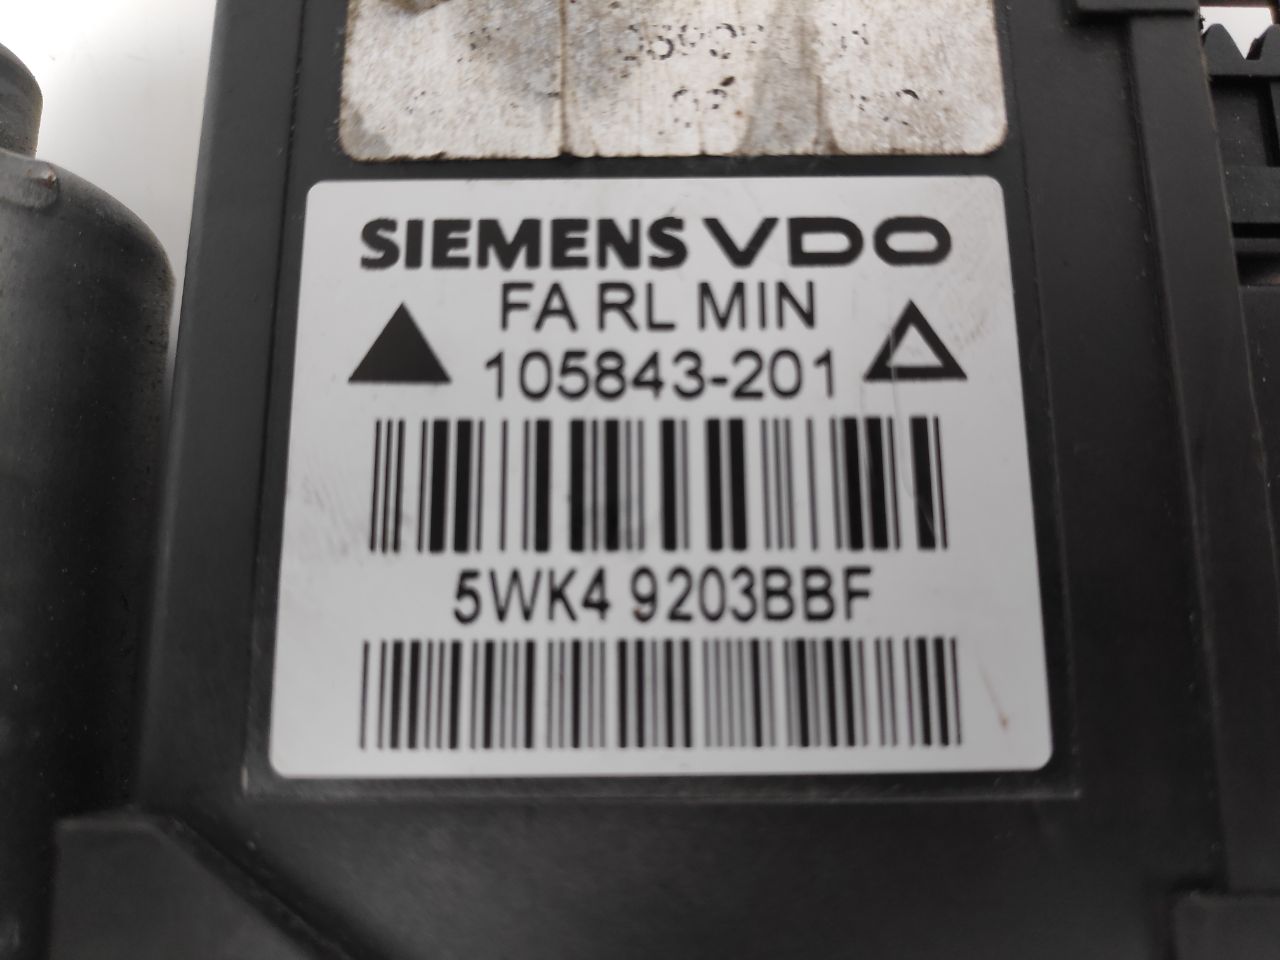 SIEMENS VDO
FA RL MIN
105843-201
5WK4 9203BBF